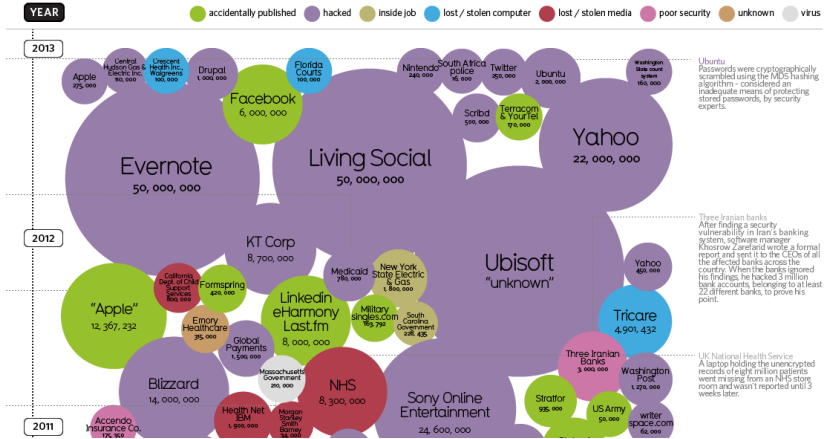 YEAR
accidentally published
hacked
inside job
lost / stolen computer
lost / stolen media
poor security
unknown
virus
2013
Apple
275, 000
Central
Hudson Gas &
Electric Inc.
110, 000
Crescent
Health Inc.,
Walgreens
100, 000
Drupal
1, 000, 000
Facebook
6, 000, 000
Florida
Courts
100, 000
Nintendo
240, 000
South Africa
police
16, 000
Twitter
250, 000
Ubuntu
2, 000, 000
Washington
State court
system
160, 000
Scribd
500, 000
Terracom
& YourTel
170, 000
Yahoo
22, 000, 000
Evernote
50, 000, 000
Living Social
50, 000, 000
Ubuntu
Passwords were cryptographically
scrambled using the MD5 hashing
algorithm - considered an
inadequate means of protecting
stored passwords, by security
experts.
2012
KT Corp
8, 700, 000
Medicaid
780, 000
New York
State Electric
& Gas
1, 800, 000
Ubisoft
"unknown"
Yahoo
450, 000
Three Iranian banks
After finding a security
vulnerability in Iran's banking
system, software manager
Khosrow Zarefarid wrote a formal
report and sent it to the CEOs of all
the affected banks across the
country. When the banks ignored
his findings, he hacked 3 million
bank accounts, belonging to at least
22 different banks, to prove his
point.
"Apple"
12, 367, 232
California
Dept. of Child
Support
Services
800, 000
Formspring
420, 000
Emory
Healthcare
315, 000
Global
Payments
1, 500, 000
Linkedin
eHarmony
Last.fm
8, 000, 000
Military
singles.com
163, 792
South
Carolina
Government
228, 435
Tricare
4, 901, 432
Three Iranian
Banks
3, 000, 000
Washington
Post
1, 270, 000
UK National Health Service
A laptop holding the unencrypted
records of eight million patients
went missing from an NHS store
room and wasn't reported until 3
weeks later.
Blizzard
14, 000, 000
Massachusetts
Government
210, 000
NHS
8, 300, 000
Sony Online
Entertainment
24, 600, 000
Stratfor
935, 000
US Army
50, 000
writer
space.com
62, 000
2011
Accendo
Insurance Co.
175, 350
Health Net
IBM
1, 900, 000
Morgan
Stanley
Smith
Barney
34, 000